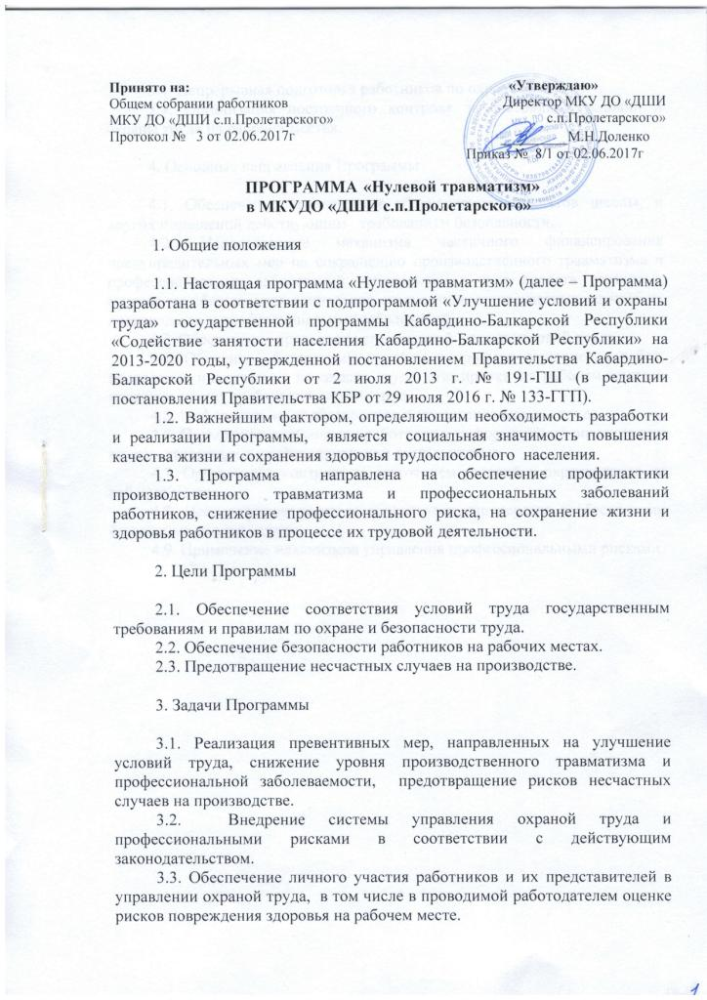 Принято на:
«Утверждаю»
Общем собрании работников
Директор МКУ ДО «ДШИ
МКУ ДО «ДШИ с.п.Пролетарского»
с.п.Пролетарского»
Протокол № 3 от 02.06.2017г
М.Н.Доленко
Приказ № 8/1 от 02.06.2017г
ПРОГРАММА «Нулевой травматизм»
в МКУДО «ДШИ с.п.Пролетарского»
1. Общие положения
1.1. Настоящая программа «Нулевой травматизм» (далее – Программа)
разработана в соответствии с подпрограммой «Улучшение условий и охраны
труда» государственной программы Кабардино-Балкарской Республики
«Содействие занятости населения Кабардино-Балкарской Республики» на
2013-2020 годы, утвержденной постановлением Правительства Кабардино-
Балкарской Республики от 2 июля 2013 г. № 191-ГШ (в редакции
постановления Правительства КБР от 29 июля 2016 г. № 133-ГГП).
1.2. Важнейшим фактором, определяющим необходимость разработки
и реализации Программы, является социальная значимость повышения
качества жизни и сохранения здоровья трудоспособного населения.
1.3. Программа направлена на обеспечение профилактики
производственного травматизма и профессиональных заболеваний
работников, снижение профессионального риска, на сохранение жизни и
здоровья работников в процессе их трудовой деятельности.
2. Цели Программы
2.1. Обеспечение соответствия условий труда государственным
требованиям и правилам по охране и безопасности труда.
2.2. Обеспечение безопасности работников на рабочих местах.
2.3. Предотвращение несчастных случаев на производстве.
3. Задачи Программы
3.1. Реализация превентивных мер, направленных на улучшение
условий труда, снижение уровня производственного травматизма и
профессиональной заболеваемости, предотвращение рисков несчастных
случаев на производстве.
3.2. Внедрение системы управления охраной труда и
профессиональными рисками в соответствии с действующим
законодательством.
3.3. Обеспечение личного участия работников и их представителей в
управлении охраной труда, в том числе в проводимой работодателем оценке
рисков повреждения здоровья на рабочем месте.
1